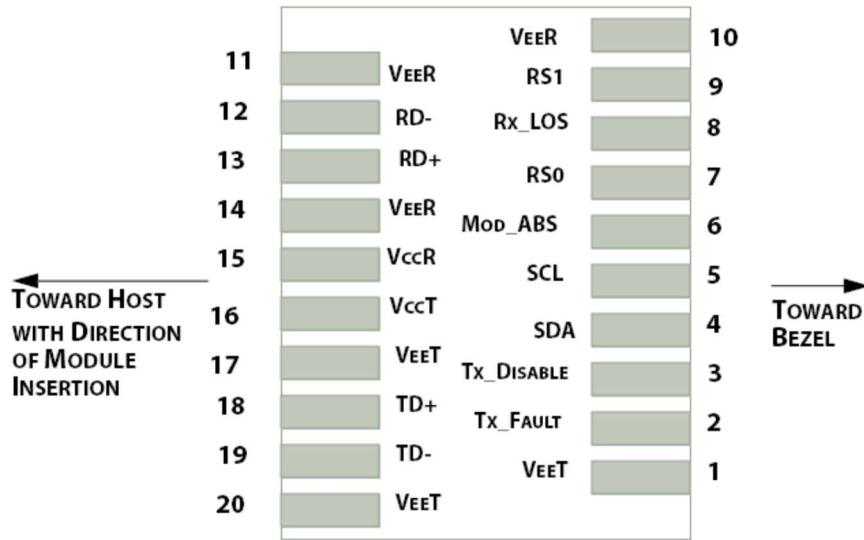 11 VEER
12 RD-
13 RD+
14 VEER
15 VCCR
16 VCCT
17 VEET
18 TD+
19 TD-
20 VEET
VEER 10
RS1 9
RX_LOS 8
RS0 7
MOD_ABS 6
SCL 5
SDA 4
TX_DISABLE 3
TX_FAULT 2
VEET 1
TOWARD HOST
WITH DIRECTION
OF MODULE
INSERTION
TOWARD
BEZEL